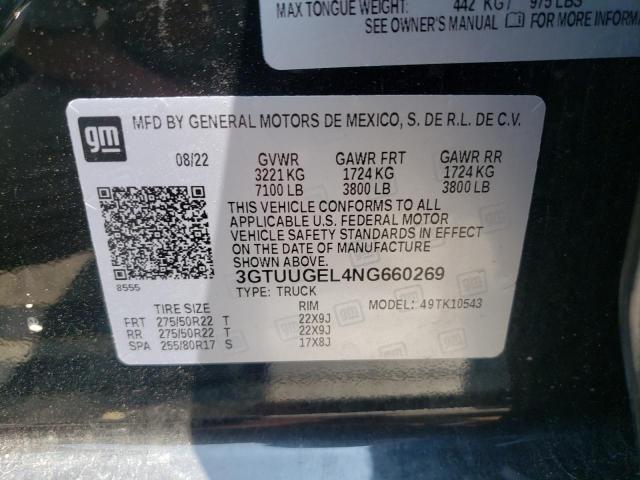 MAX TONGUE WEIGHT: 442 KG / 975 LBS
SEE OWNER'S MANUAL FOR MORE INFORMA
gm
MFD BY GENERAL MOTORS DE MEXICO, S. DE R.L. DE C.V.
08/22 GVWR GAWR FRT GAWR RR
3221 KG 1724 KG 1724 KG
7100 LB 3800 LB 3800 LB
THIS VEHICLE CONFORMS TO ALL
APPLICABLE U.S. FEDERAL MOTOR
VEHICLE SAFETY STANDARDS IN EFFECT
ON THE DATE OF MANUFACTURE
SHOWN ABOVE.
8555
3GTUUGEL4NG660269
TYPE: TRUCK
TIRE SIZE RIM MODEL: 49TK10543
FRT 275/50R22 T 22X9J
RR 275/50R22 T 22X9J
SPA 255/80R17 S 17X8J